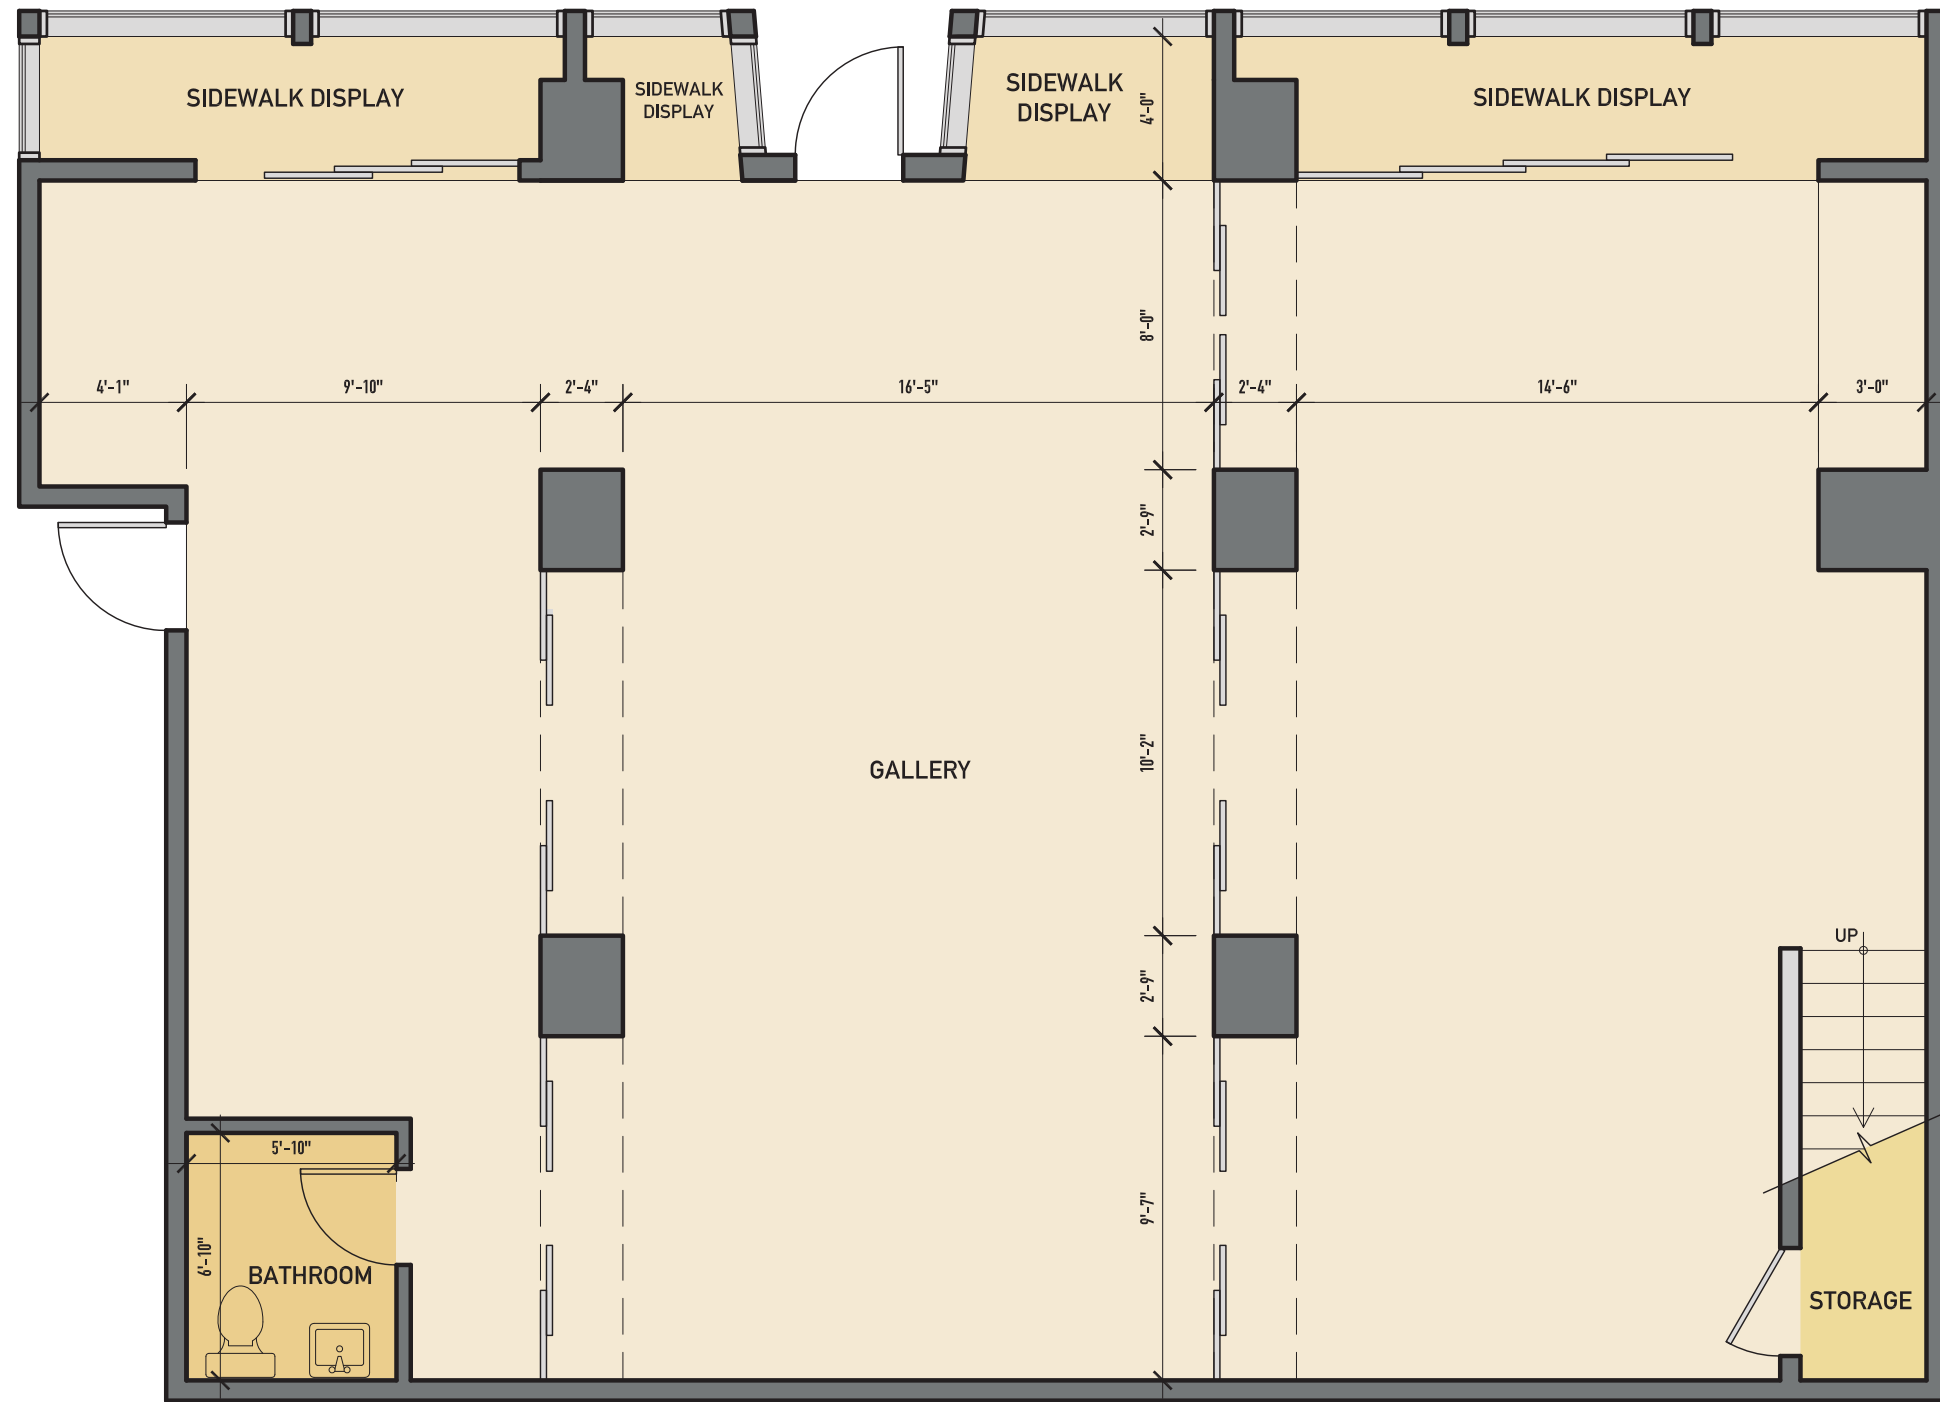 SIDEWALK DISPLAY
SIDEWALK
DISPLAY
SIDEWALK
DISPLAY
SIDEWALK DISPLAY
4'-0"
8'-0"
4'-1"
9'-10"
2'-4"
16'-5"
2'-4"
14'-6"
3'-0"
2'-9"
10'-2"
GALLERY
UP
2'-9"
5'-10"
6'-10"
BATHROOM
9'-7"
STORAGE